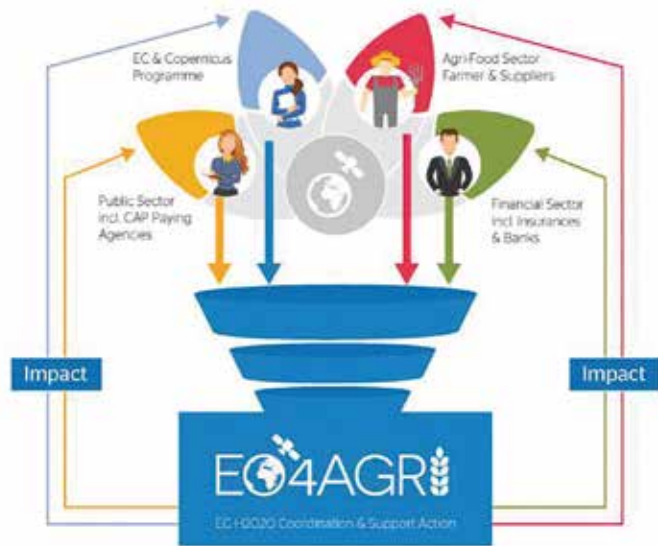 EC & Copernicus
Programme
Agri-Food Sector
Farmer & Suppliers
Public Sector
incl. CAP Paying
Agencies
Financial Sector
Incl. Insurances
& Banks
Impact
Impact
EO4AGRI
EC H2020 Coordination & Support Action